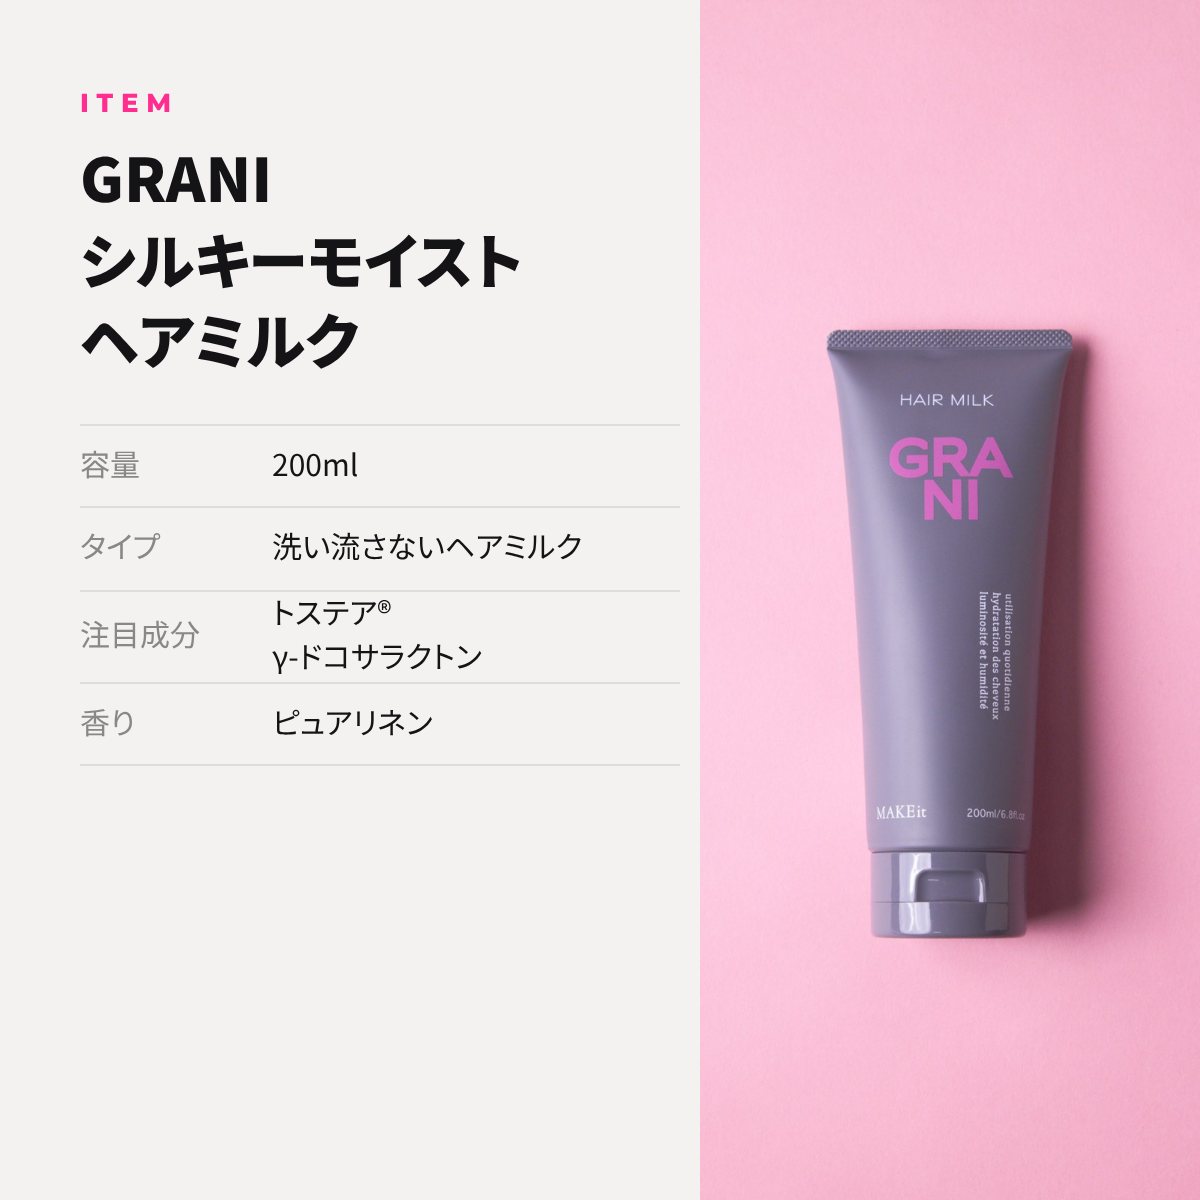 ITEM
GRANI
シルキーモイスト
ヘアミルク
容量 200ml
タイプ 洗い流さないヘアミルク
注目成分 トステア®
γ-ドコサラクトン
香り ピュアリネン
HAIR MILK
GRA
NI
utilisation quotidienne
hydratation des cheveux
luminosité et humidité
MAKEit
200ml/6.8fl.oz